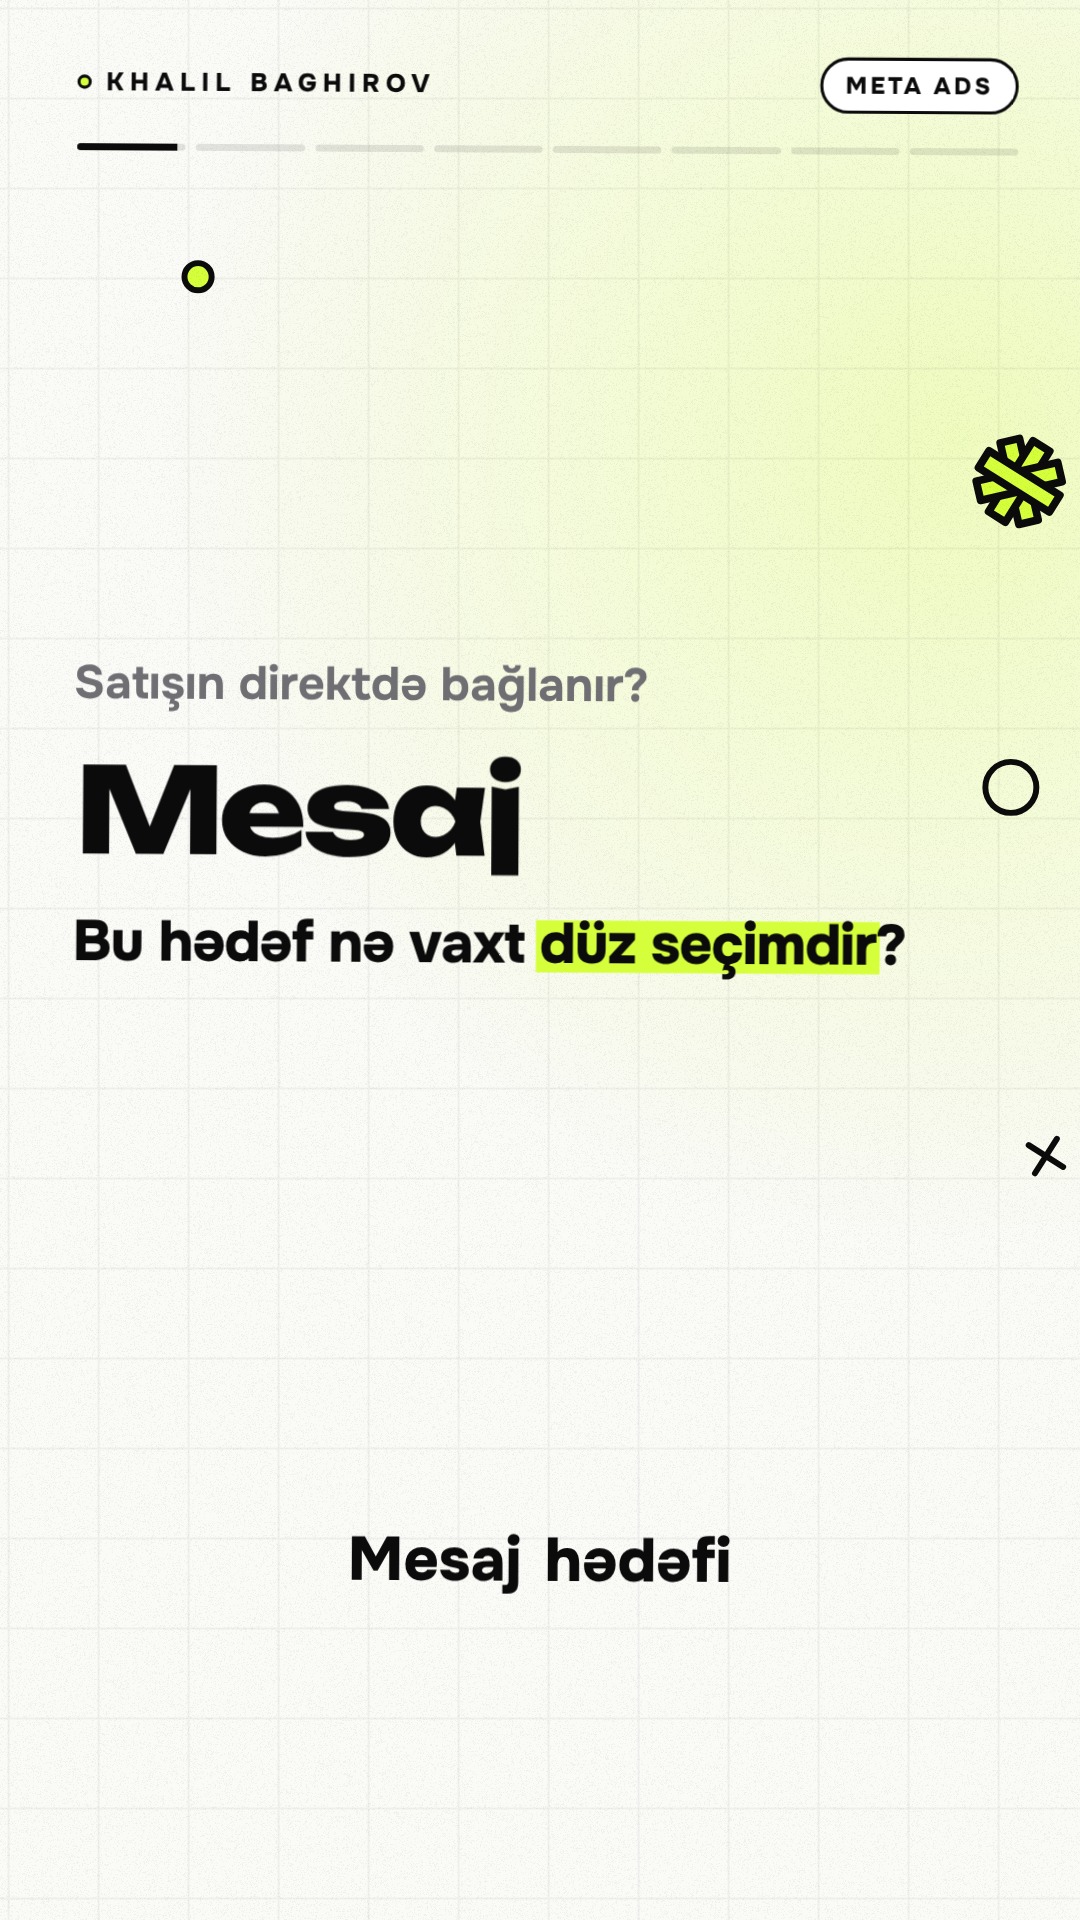 KHALIL BAGHIROV
META ADS
Satışın direktdə bağlanır?
Mesaj
Bu hədəf nə vaxt düz seçimdir?
Mesaj hədəfi